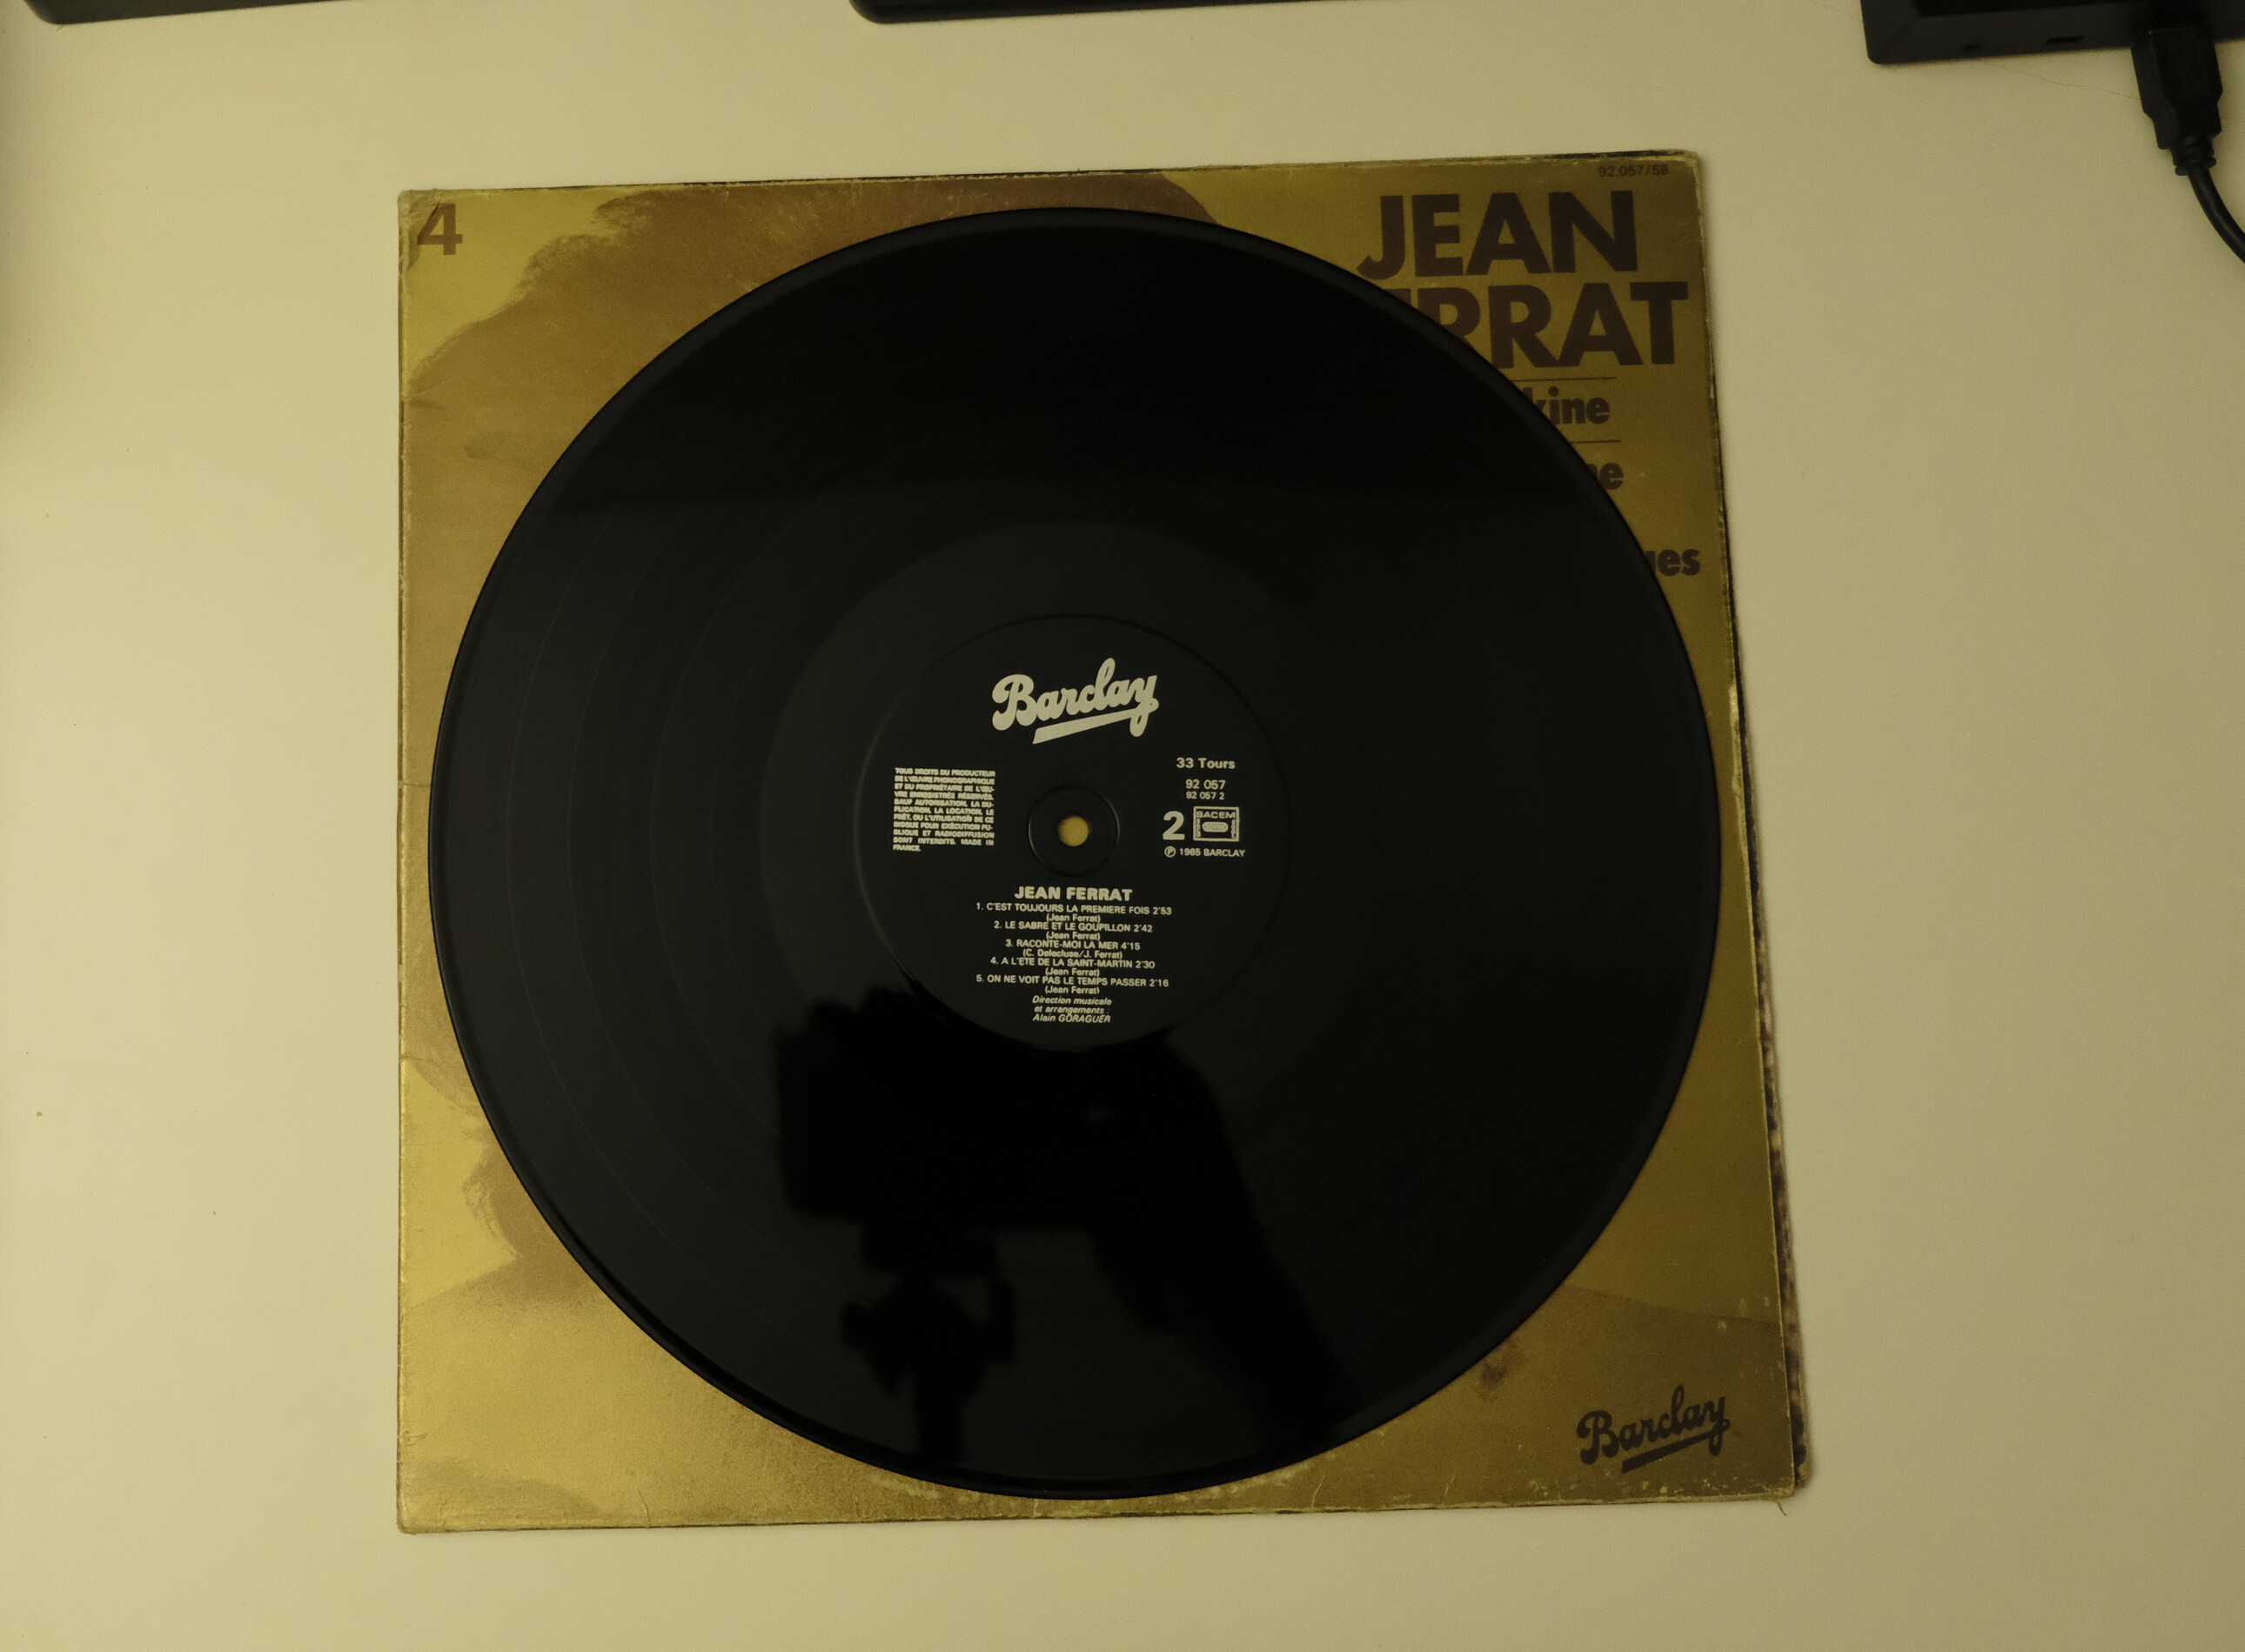 92.057/58
4
JEAN
RRAT
kine
ne
ues
Barclay
33 Tours
92 057
92 057 2
2
SACEM
℗ 1965 BARCLAY
TOUS DROITS DU PRODUCTEUR
DE L'ŒUVRE PHONOGRAPHIQUE
ET DU PROPRIÉTAIRE DE L'ŒU-
VRE ENREGISTRÉE RÉSERVÉS.
SAUF AUTORISATION, LA DU-
PLICATION, LA LOCATION, LE
PRÊT, OU L'UTILISATION DE CE
DISQUE POUR EXÉCUTION PU-
BLIQUE ET RADIODIFFUSION
SONT INTERDITS. MADE IN
FRANCE.
JEAN FERRAT
1. C'EST TOUJOURS LA PREMIERE FOIS 2'53
(Jean Ferrat)
2. LE SABRE ET LE GOUPILLON 2'42
(Jean Ferrat)
3. RACONTE-MOI LA MER 4'15
(C. Delecluse/J. Ferrat)
4. A L'ETE DE LA SAINT-MARTIN 2'30
(Jean Ferrat)
5. ON NE VOIT PAS LE TEMPS PASSER 2'16
(Jean Ferrat)
Direction musicale
et arrangements :
Alain GORAGUER
Barclay